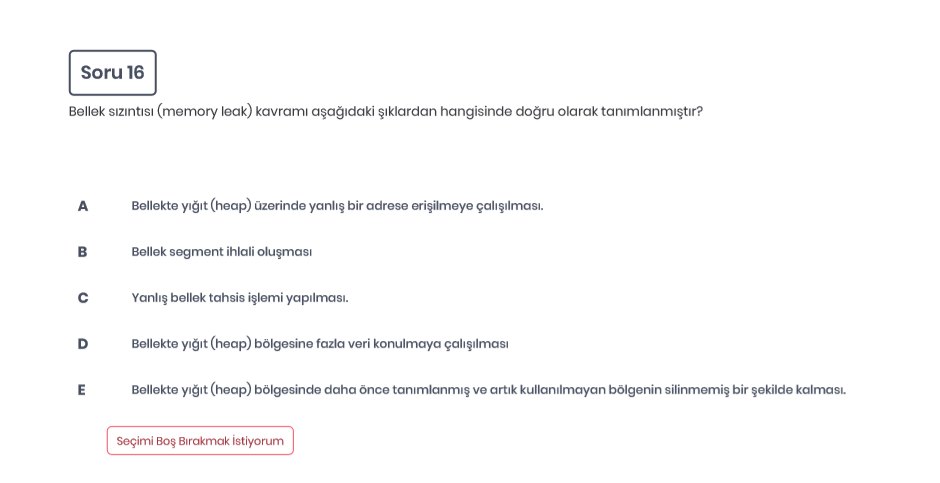 Soru 16
Bellek sızıntısı (memory leak) kavramı aşağıdaki şıklardan hangisinde doğru olarak tanımlanmıştır?
A Bellekte yığıt (heap) üzerinde yanlış bir adrese erişilmeye çalışılması.
B Bellek segment ihlali oluşması
C Yanlış bellek tahsis işlemi yapılması.
D Bellekte yığıt (heap) bölgesine fazla veri konulmaya çalışılması
E Bellekte yığıt (heap) bölgesinde daha önce tanımlanmış ve artık kullanılmayan bölgenin silinmemiş bir şekilde kalması.
Seçimi Boş Bırakmak İstiyorum